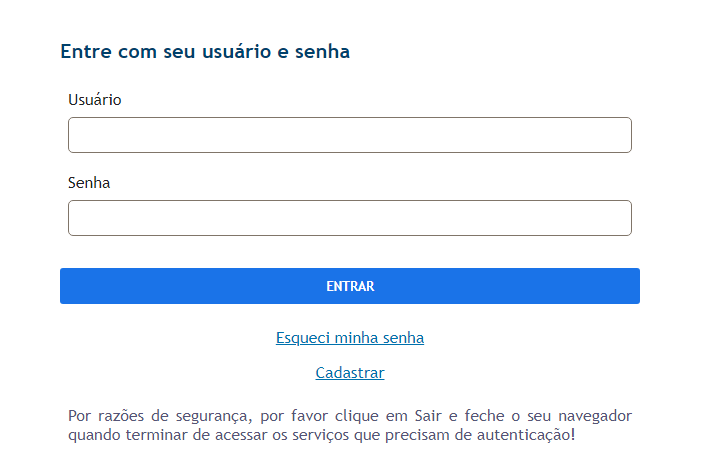 Entre com seu usuário e senha
Usuário
Senha
ENTRAR
Esqueci minha senha
Cadastrar
Por razões de segurança, por favor clique em Sair e feche o seu navegador
quando terminar de acessar os serviços que precisam de autenticação!